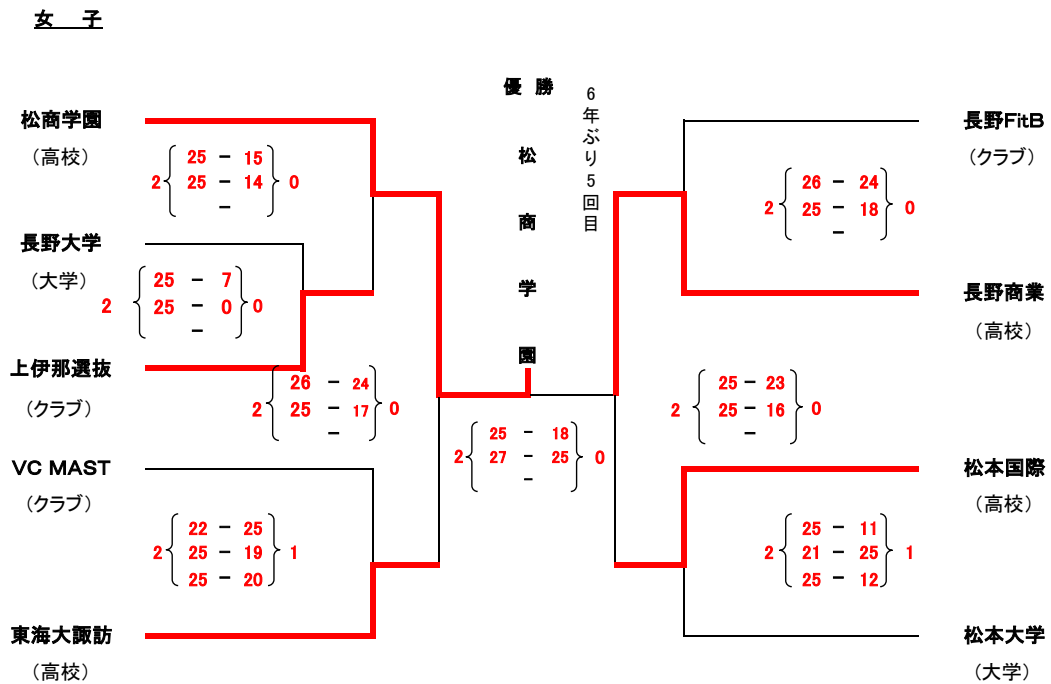 女 子
優 勝
松商学園
6年ぶり5回目
松商学園
（高校）
2 25 － 15 0
25 － 14
－
長野大学
（大学）
2 25 － 7 0
25 － 0
－
上伊那選抜
（クラブ）
2 26 － 24 0
25 － 17
－
VC MAST
（クラブ）
2 22 － 25 1
25 － 19
25 － 20
東海大諏訪
（高校）
2 25 － 18 0
27 － 25
－
長野FitB
（クラブ）
2 26 － 24 0
25 － 18
－
長野商業
（高校）
2 25 － 23 0
25 － 16
－
松本国際
（高校）
2 25 － 11 1
21 － 25
25 － 12
松本大学
（大学）